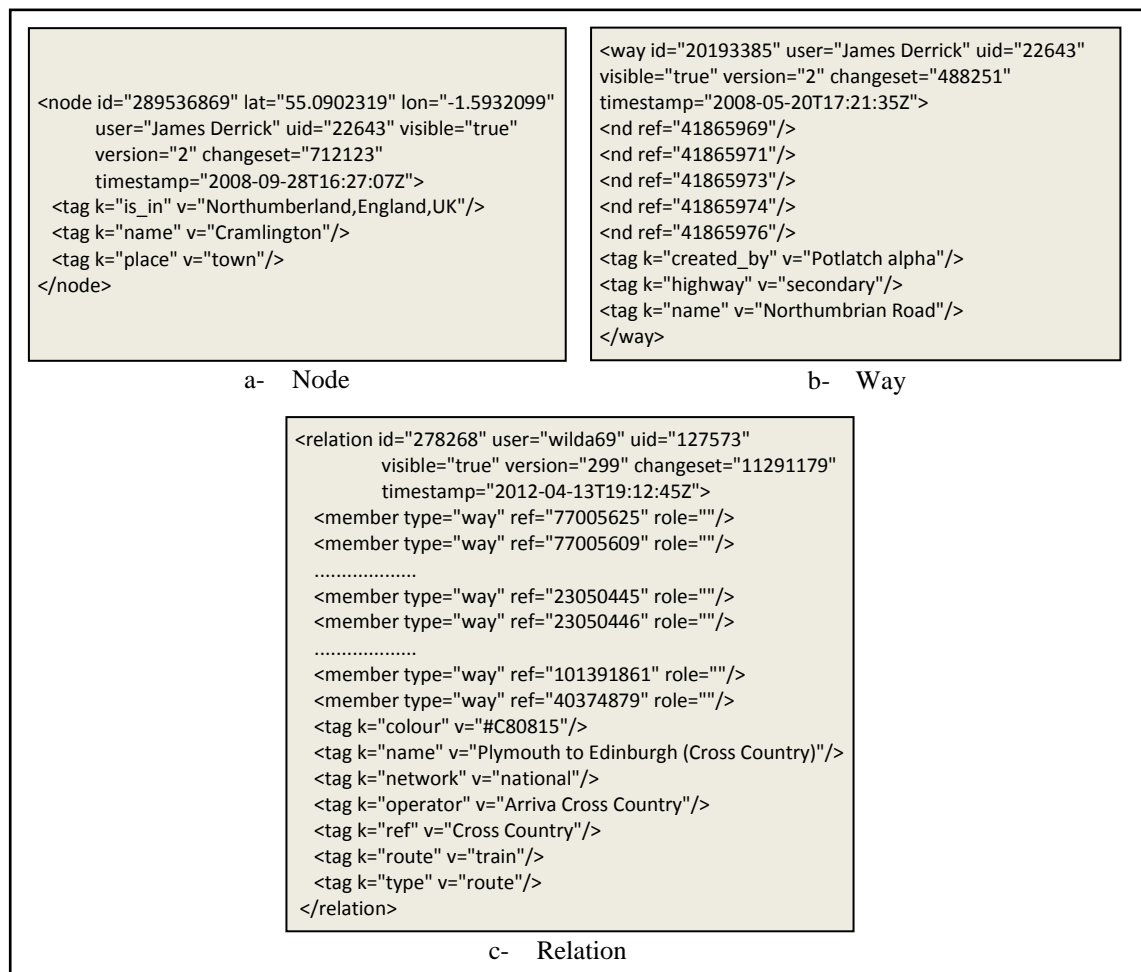 <node id="289536869" lat="55.0902319" lon="-1.5932099"
user="James Derrick" uid="22643" visible="true"
version="2" changeset="712123"
timestamp="2008-09-28T16:27:07Z">
<tag k="is_in" v="Northumberland,England,UK"/>
<tag k="name" v="Cramlington"/>
<tag k="place" v="town"/>
</node>
a- Node
<way id="20193385" user="James Derrick" uid="22643"
visible="true" version="2" changeset="488251"
timestamp="2008-05-20T17:21:35Z">
<nd ref="41865969"/>
<nd ref="41865971"/>
<nd ref="41865973"/>
<nd ref="41865974"/>
<nd ref="41865976"/>
<tag k="created_by" v="Potlatch alpha"/>
<tag k="highway" v="secondary"/>
<tag k="name" v="Northumbrian Road"/>
</way>
b- Way
<relation id="278268" user="wilda69" uid="127573"
visible="true" version="299" changeset="11291179"
timestamp="2012-04-13T19:12:45Z">
<member type="way" ref="77005625" role=""/>
<member type="way" ref="77005609" role=""/>
...................
<member type="way" ref="23050445" role=""/>
<member type="way" ref="23050446" role=""/>
...................
<member type="way" ref="101391861" role=""/>
<member type="way" ref="40374879" role=""/>
<tag k="colour" v="#C80815"/>
<tag k="name" v="Plymouth to Edinburgh (Cross Country)"/>
<tag k="network" v="national"/>
<tag k="operator" v="Arriva Cross Country"/>
<tag k="ref" v="Cross Country"/>
<tag k="route" v="train"/>
<tag k="type" v="route"/>
</relation>
c- Relation